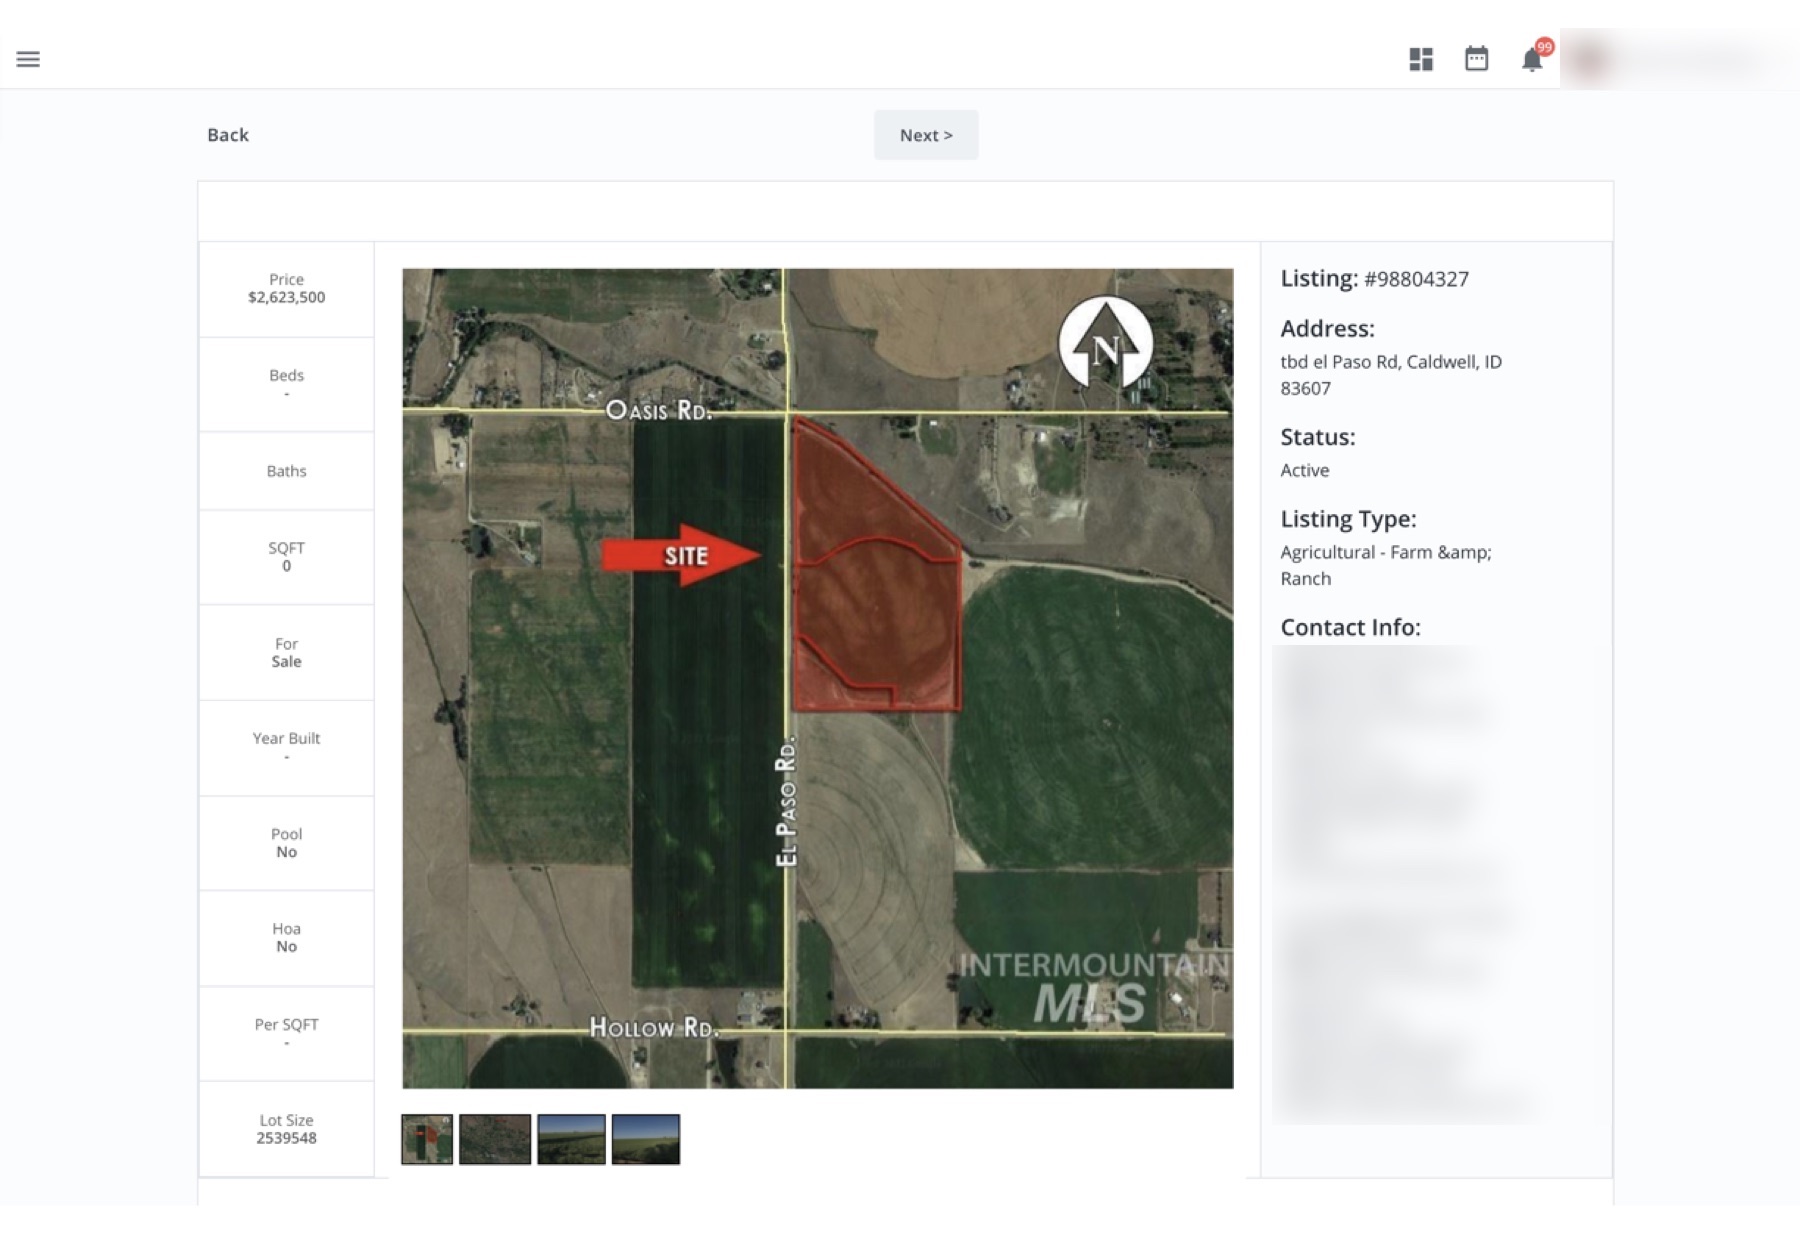 99
Back
Next >
Price
$2,623,500
Beds
-
Baths
SQFT
0
For
Sale
Year Built
-
Pool
No
Hoa
No
Per SQFT
-
Lot Size
2539548
N
OASIS RD.
SITE
EL PASO RD.
INTERMOUNTAIN
MLS
HOLLOW RD.
Listing: #98804327
Address:
tbd el Paso Rd, Caldwell, ID
83607
Status:
Active
Listing Type:
Agricultural - Farm &amp;
Ranch
Contact Info: